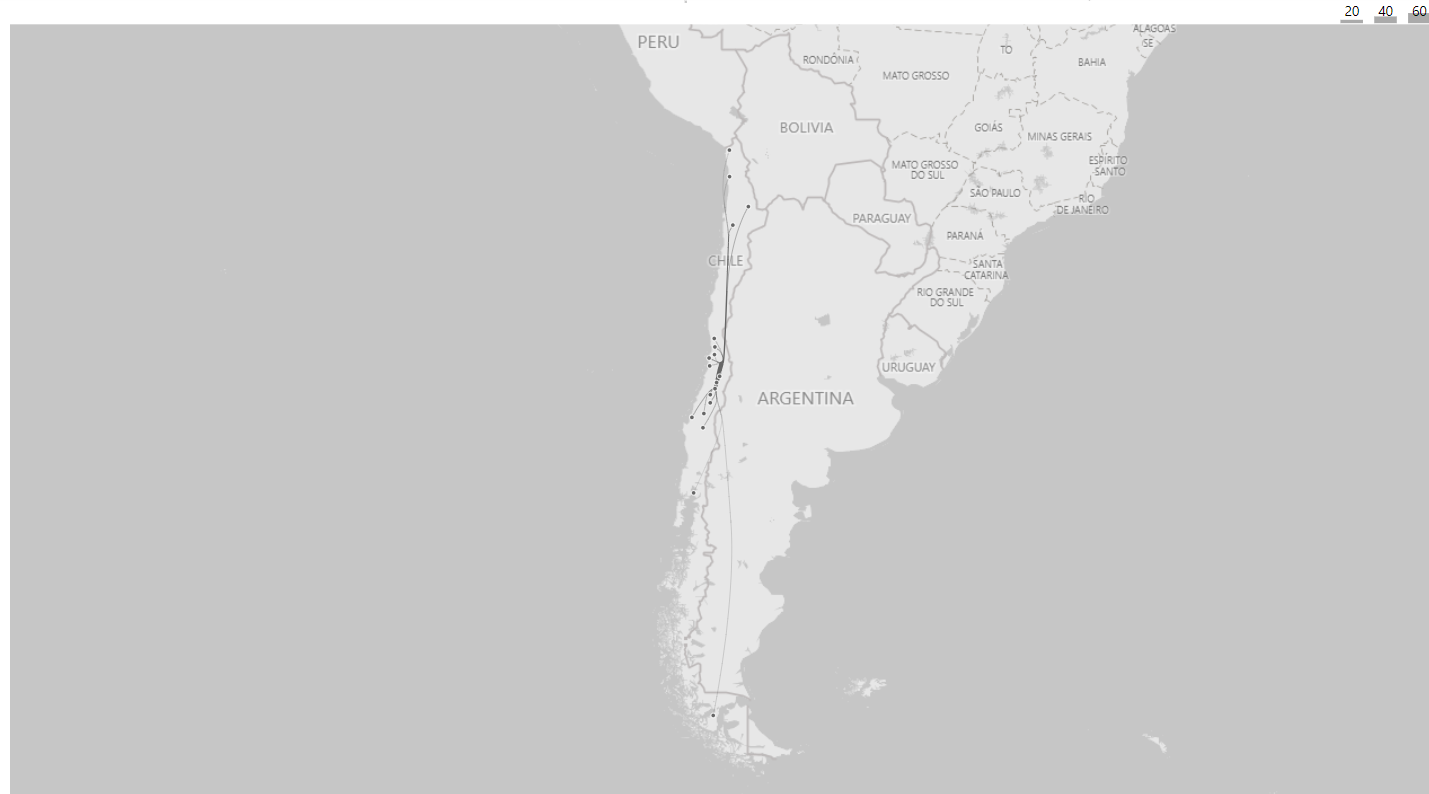 20 40 60
ALAGOAS
SE
PERU
TO
RONDÔNIA
BAHIA
MATO GROSSO
BOLIVIA
GOIÁS
MINAS GERAIS
ESPÍRITO
SANTO
MATO GROSSO
DO SUL
SÃO PAULO
RIO
DE JANEIRO
PARAGUAY
PARANÁ
CHILE
SANTA
CATARINA
RIO GRANDE
DO SUL
URUGUAY
ARGENTINA